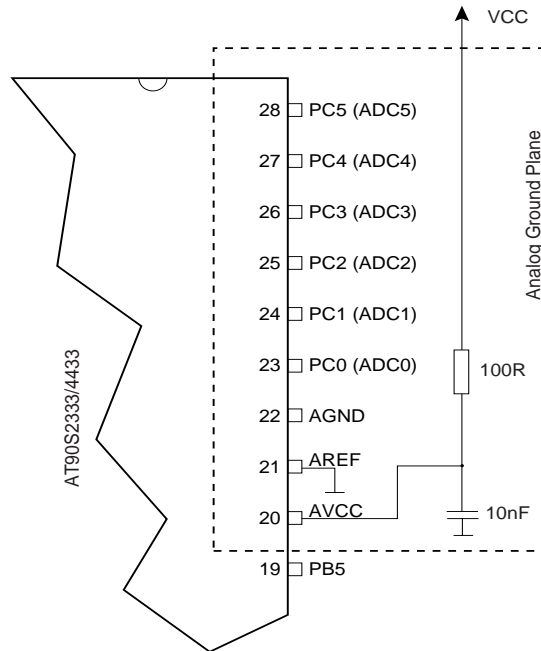 VCC
28 PC5 (ADC5)
27 PC4 (ADC4)
26 PC3 (ADC3)
25 PC2 (ADC2)
24 PC1 (ADC1)
23 PC0 (ADC0)
22 AGND
21 AREF
20 AVCC
19 PB5
AT90S2333/4433
100R
10nF
Analog Ground Plane